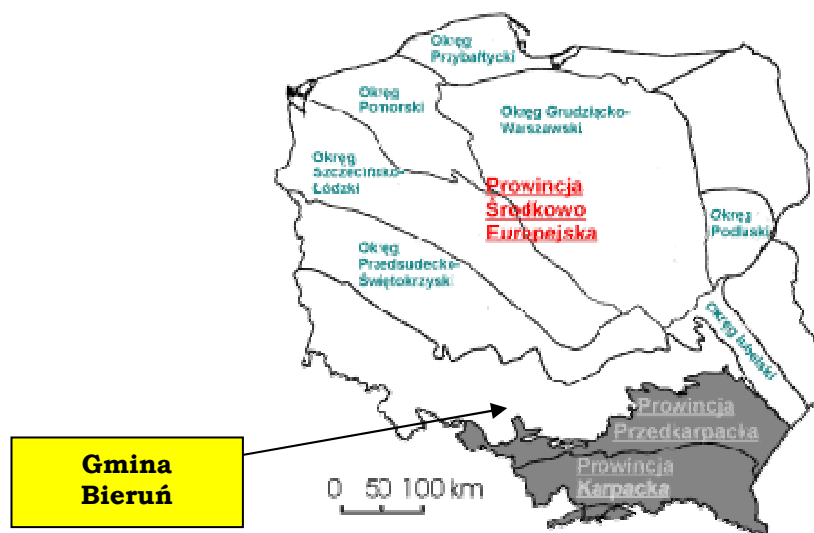 Okręg
Przybałtycki
Okręg
Pomorski
Okręg Grudziącko-
Warszawski
Okręg
Szczecińsko-
Łódzki
Prowincja
Środkowo
Europejska
Okręg
Podlaski
Okręg
Przedsudecko-
Świętokrzyski
okręg lubelski
Prowincja
Przedkarpacka
Prowincja
Karpacka
Gmina
Bieruń
0 50 100 km